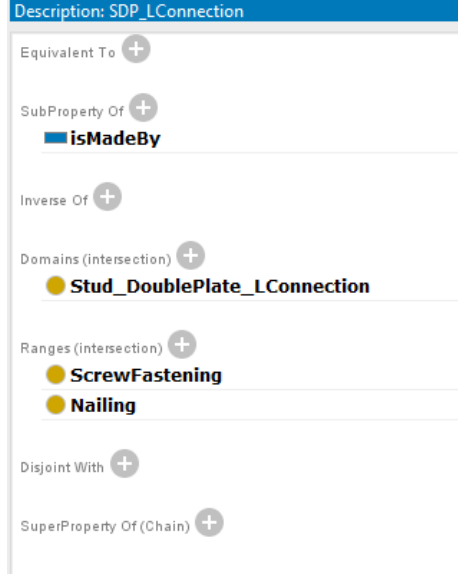 Description: SDP_LConnection
Equivalent To
SubProperty Of
isMadeBy
Inverse Of
Domains (intersection)
Stud_DoublePlate_LConnection
Ranges (intersection)
ScrewFastening
Nailing
Disjoint With
SuperProperty Of (Chain)